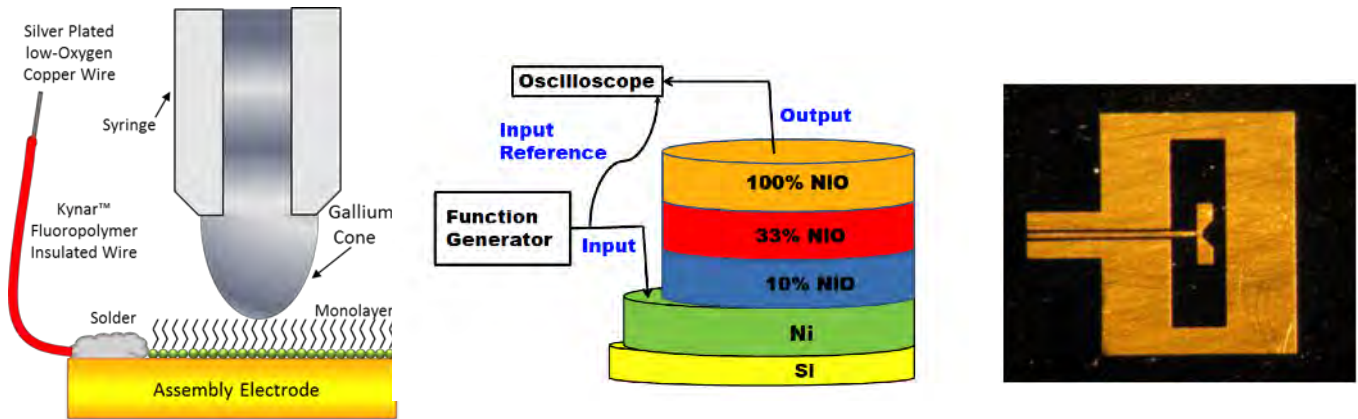 Silver Plated
low-Oxygen
Copper Wire
Syringe
Kynar™
Fluoropolymer
Insulated Wire
Gallium
Cone
Solder
Monolayer
Assembly Electrode
Oscilloscope
Input
Reference
Output
Function
Generator
Input
100% NIO
33% NIO
10% NIO
Ni
SI